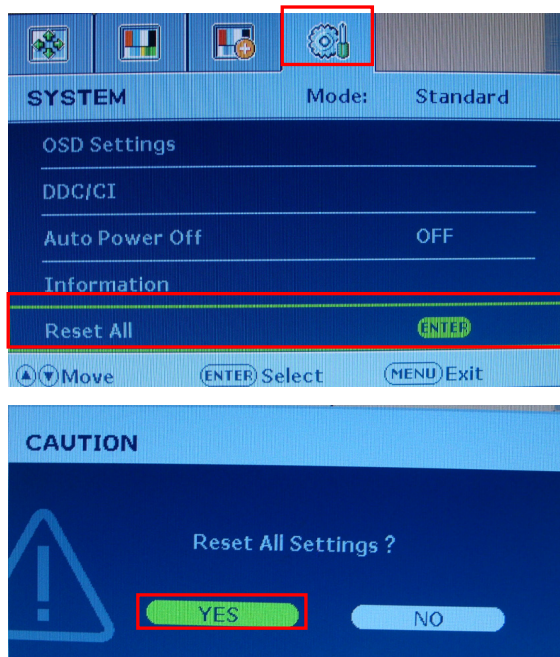 SYSTEM Mode: Standard
OSD Settings
DDC/CI
Auto Power Off OFF
Information
Reset All ENTER
Move ENTER Select MENU Exit
CAUTION
Reset All Settings ?
YES NO